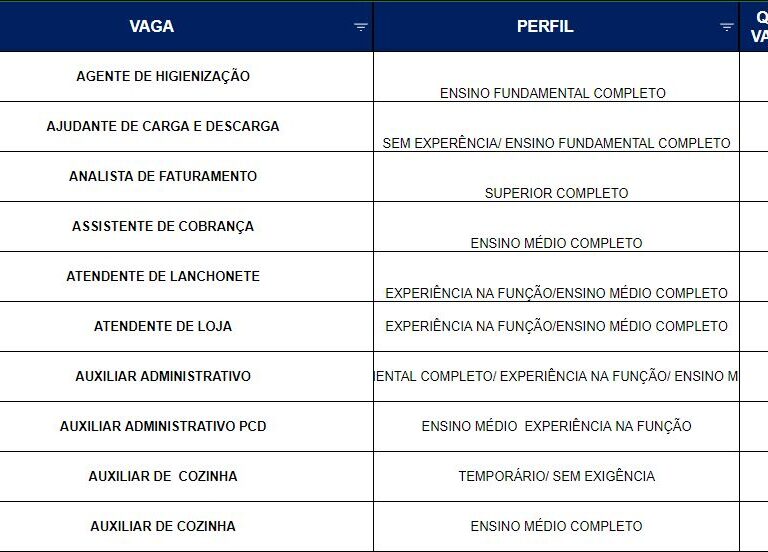 VAGA PERFIL
AGENTE DE HIGIENIZAÇÃO ENSINO FUNDAMENTAL COMPLETO
AJUDANTE DE CARGA E DESCARGA SEM EXPERÊNCIA/ ENSINO FUNDAMENTAL COMPLETO
ANALISTA DE FATURAMENTO SUPERIOR COMPLETO
ASSISTENTE DE COBRANÇA ENSINO MÉDIO COMPLETO
ATENDENTE DE LANCHONETE EXPERIÊNCIA NA FUNÇÃO/ENSINO MÉDIO COMPLETO
ATENDENTE DE LOJA EXPERIÊNCIA NA FUNÇÃO/ENSINO MÉDIO COMPLETO
AUXILIAR ADMINISTRATIVO COMPLETO/ EXPERIÊNCIA NA FUNÇÃO/ ENSINO
AUXILIAR ADMINISTRATIVO PCD ENSINO MÉDIO EXPERIÊNCIA NA FUNÇÃO
AUXILIAR DE COZINHA TEMPORÁRIO/ SEM EXIGÊNCIA
AUXILIAR DE COZINHA ENSINO MÉDIO COMPLETO